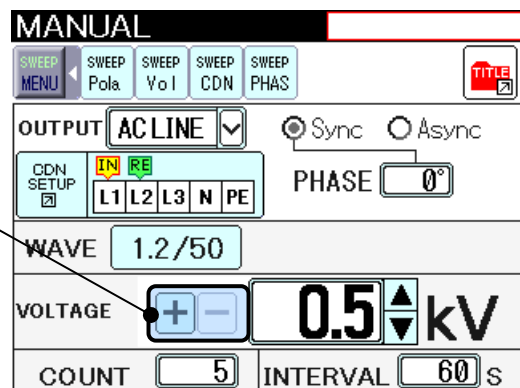 MANUAL
SWEEP MENU SWEEP Pola. SWEEP Vol SWEEP CDN SWEEP PHAS TITLE
OUTPUT AC LINE Sync Async
CDN SETUP IN RE L1 L2 L3 N PE PHASE 0°
WAVE 1.2/50
VOLTAGE + - 0.5 kV
COUNT 5 INTERVAL 60 s